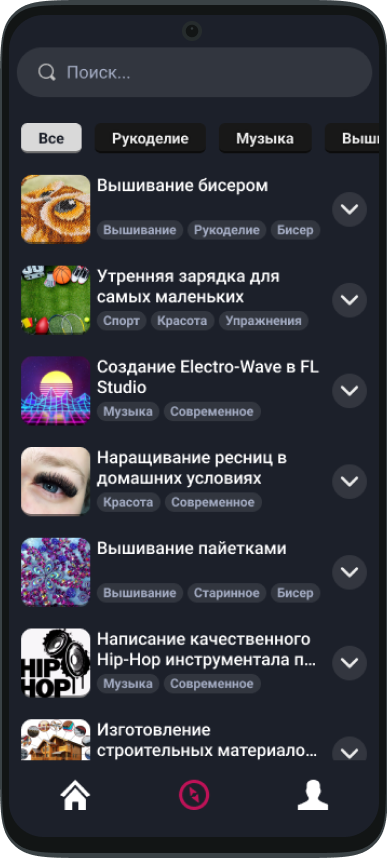 Поиск...
Все Рукоделие Музыка Выши
Вышивание бисером
Вышивание Рукоделие Бисер
Утренняя зарядка для
самых маленьких
Спорт Красота Упражнения
Создание Electro-Wave в FL
Studio
Музыка Современное
Наращивание ресниц в
домашних условиях
Красота Современное
Вышивание пайетками
Вышивание Старинное Бисер
Написание качественного
Hip-Hop инструментала п...
HIP
HOP
Музыка Современное
Изготовление
строительных материало...